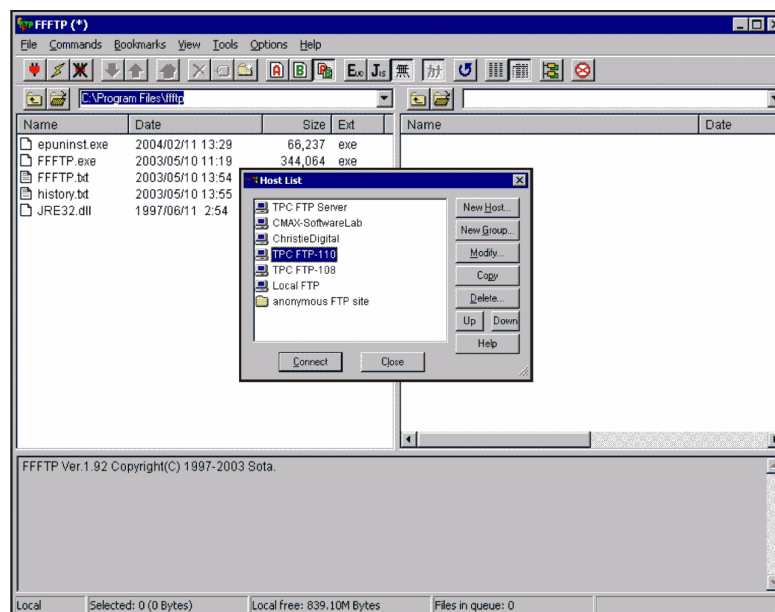 FFFTP (*)
File Commands Bookmarks View Tools Options Help
A B Euc Jis 無 カナ
C:\Program Files\ffftp
Name Date Size Ext
epuninst.exe 2004/02/11 13:29 66,237 exe
FFFTP.exe 2003/05/10 11:19 344,064 exe
FFFTP.txt 2003/05/10 13:54
history.txt 2003/05/10 13:55
JRE32.dll 1997/06/11 2:54
Name Date
Host List
TPC FTP Server
CMAX-SoftwareLab
ChristieDigital
TPC FTP-110
TPC FTP-108
Local FTP
anonymous FTP site
New Host...
New Group...
Modify...
Copy
Delete...
Up Down
Help
Connect Close
FFFTP Ver.1.92 Copyright(C) 1997-2003 Sota.
Local Selected: 0 (0 Bytes) Local free: 839.10M Bytes Files in queue: 0